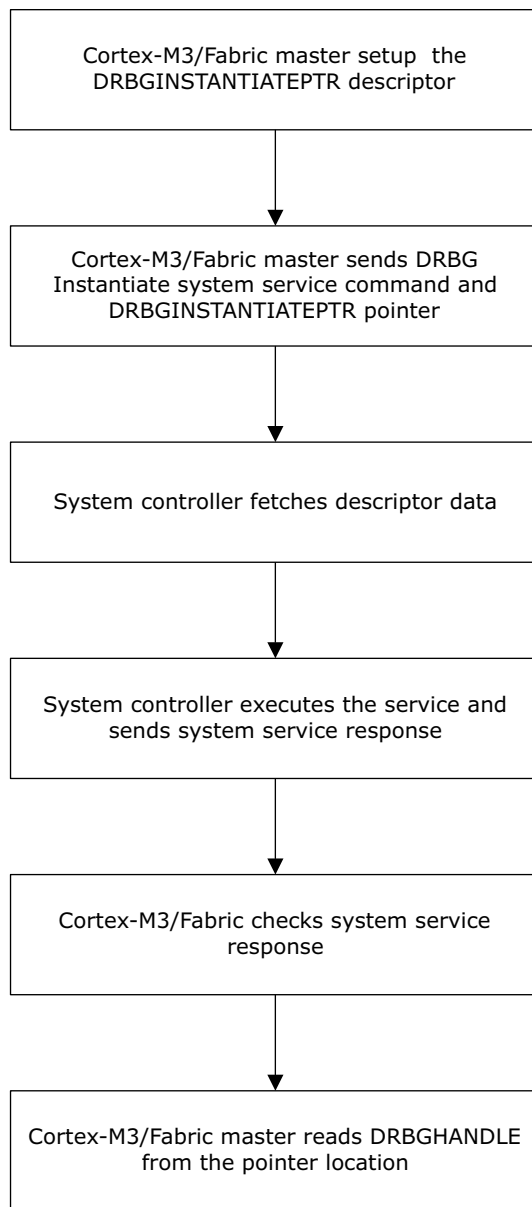 Cortex-M3/Fabric master setup the
DRBGINSTANTIATEPTR descriptor
Cortex-M3/Fabric master sends DRBG
Instantiate system service command and
DRBGINSTANTIATEPTR pointer
System controller fetches descriptor data
System controller executes the service and
sends system service response
Cortex-M3/Fabric checks system service
response
Cortex-M3/Fabric master reads DRBGHANDLE
from the pointer location